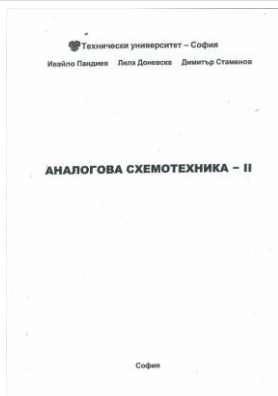 Технически университет – София
Ивайло Пандиев Лила Доневска Димитър Стаменов
АНАЛОГОВА СХЕМОТЕХНИКА – II
София